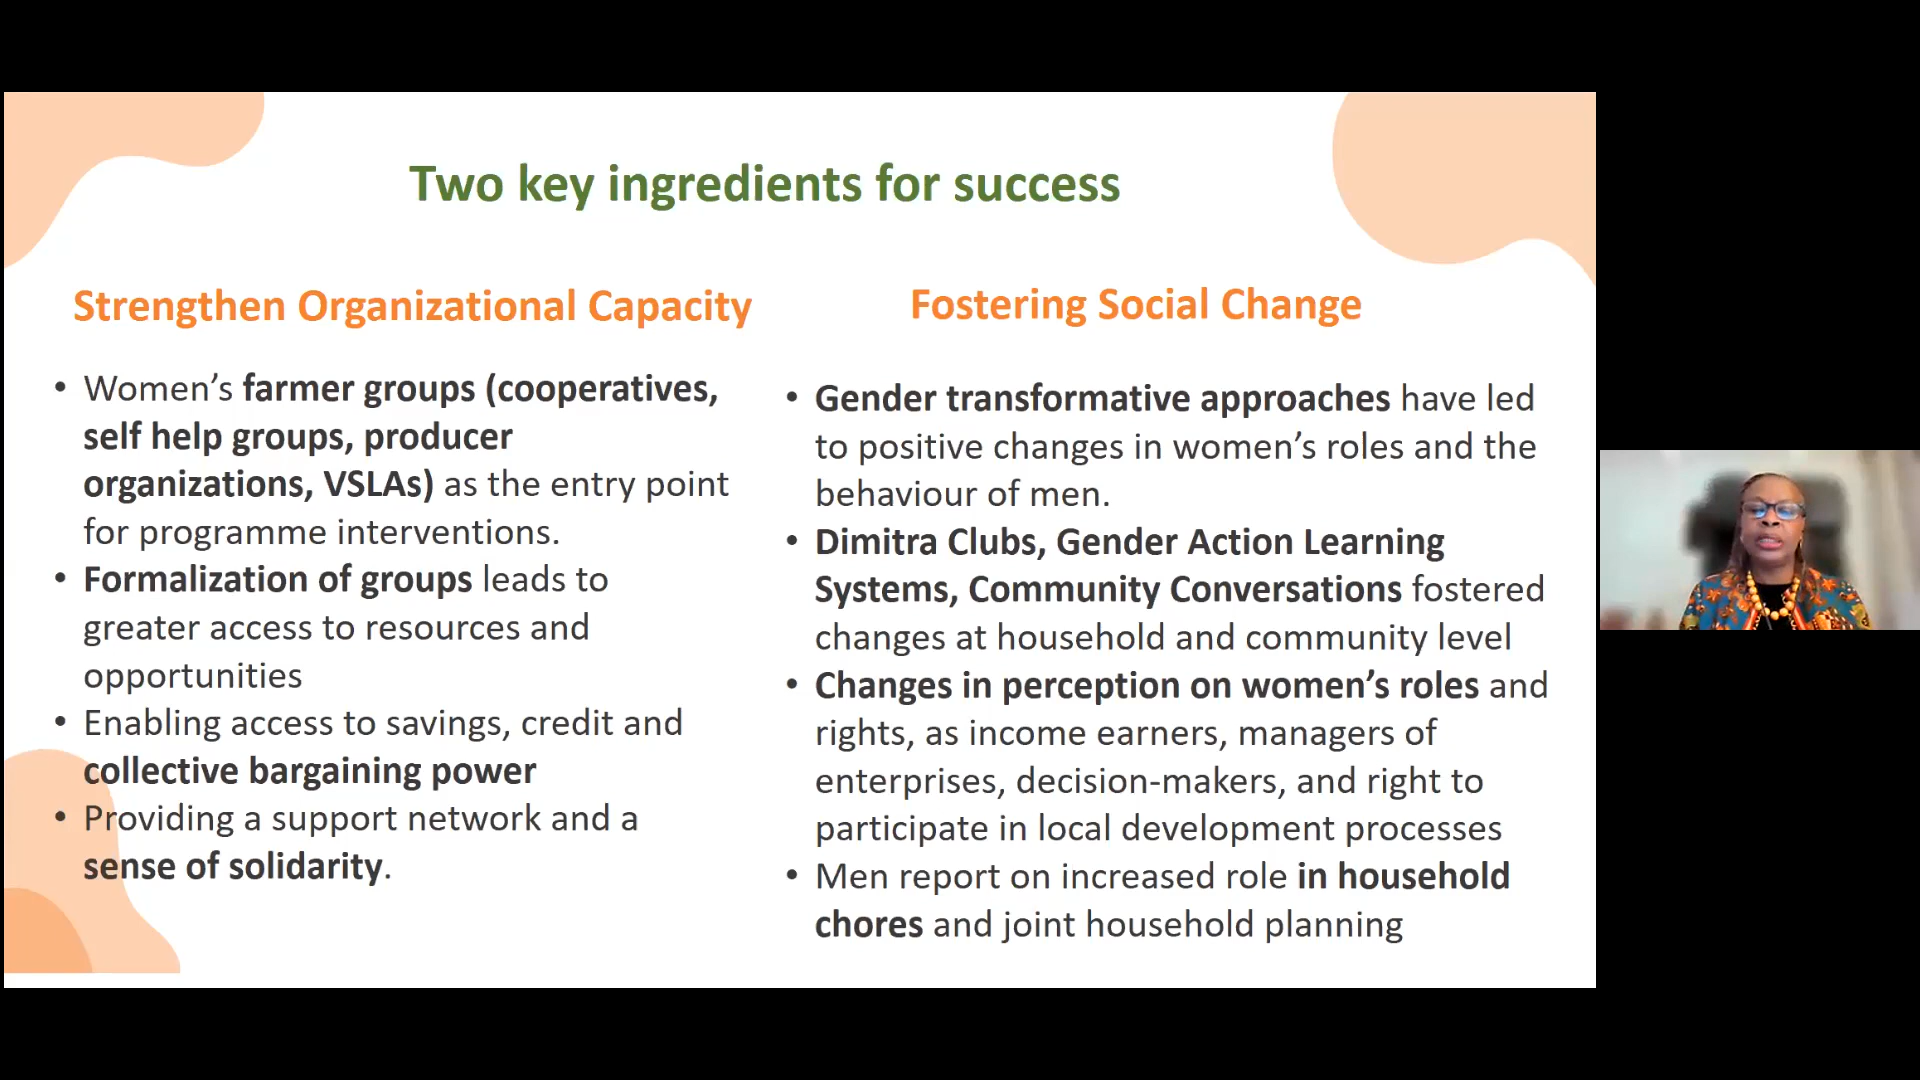 Two key ingredients for success
Strengthen Organizational Capacity
• Women’s farmer groups (cooperatives,
self help groups, producer
organizations, VSLAs) as the entry point
for programme interventions.
• Formalization of groups leads to
greater access to resources and
opportunities
• Enabling access to savings, credit and
collective bargaining power
• Providing a support network and a
sense of solidarity.
Fostering Social Change
• Gender transformative approaches have led
to positive changes in women’s roles and the
behaviour of men.
• Dimitra Clubs, Gender Action Learning
Systems, Community Conversations fostered
changes at household and community level
• Changes in perception on women’s roles and
rights, as income earners, managers of
enterprises, decision-makers, and right to
participate in local development processes
• Men report on increased role in household
chores and joint household planning